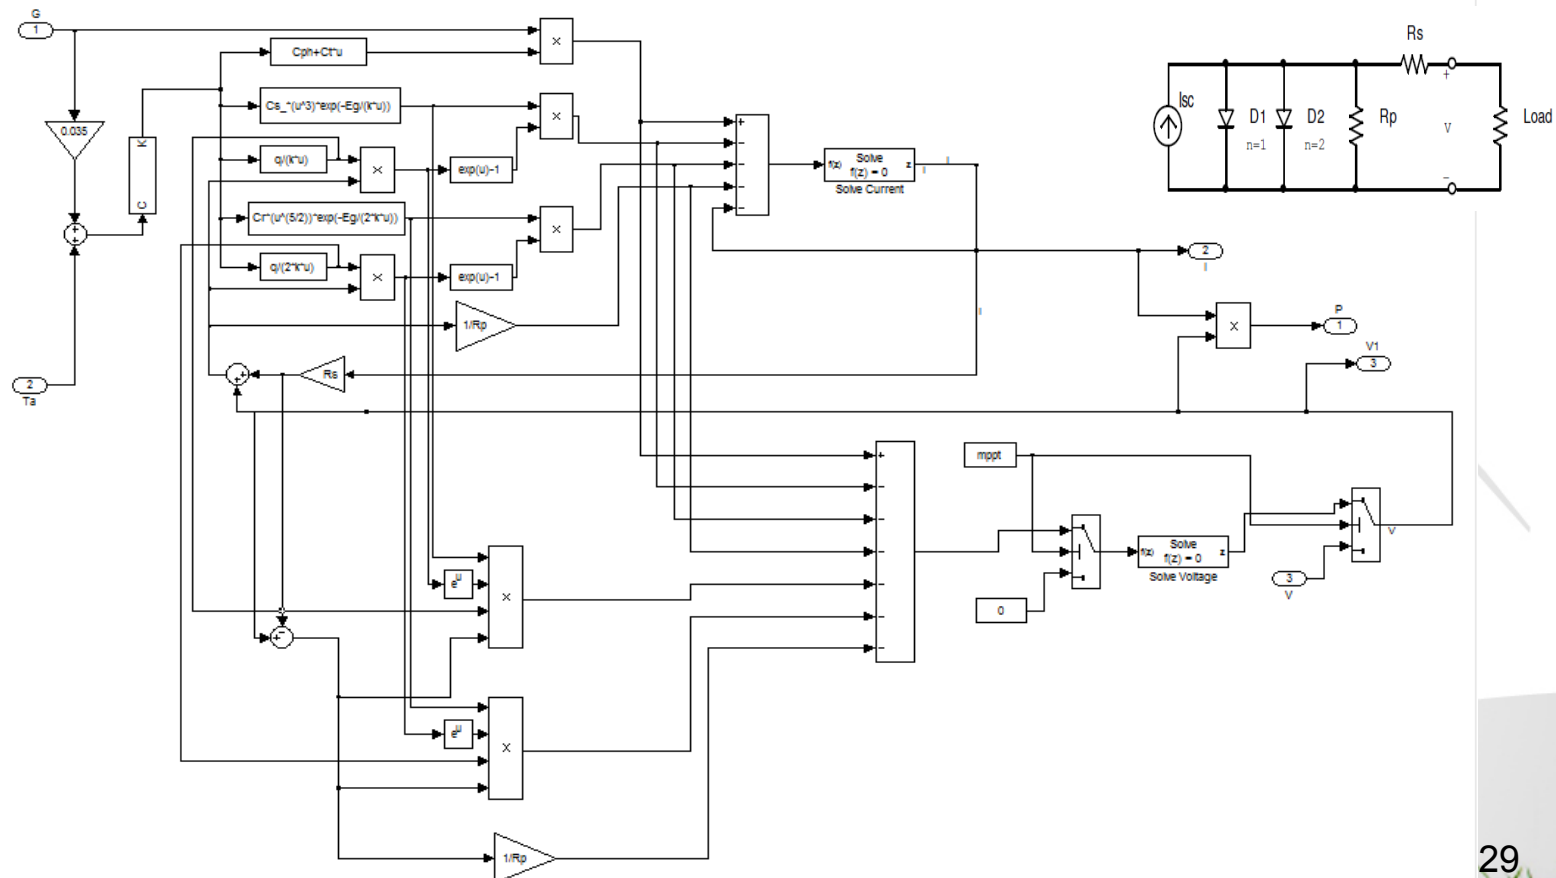 G
1
Cph+Ct*u
×
Cs_*(u^3)*exp(-Eg/(k*u))
×
0.035
K
C
q/(k*u)
×
exp(u)-1
Cr*(u^(5/2))*exp(-Eg/(2*k*u))
×
q/(2*k*u)
×
exp(u)-1
1/Rp
Rs
2
Ta
+
−
−
−
−
f(z)
Solve
f(z) = 0
z
Solve Current
I
I
I
2
I
×
P
1
V1
3
Rs
Isc
D1
n=1
D2
n=2
Rp
+
V
−
Load
+
−
−
−
−
−
−
mppt
0
f(z)
Solve
f(z) = 0
z
Solve Voltage
3
V
V
e^u
×
e^u
×
1/Rp
29